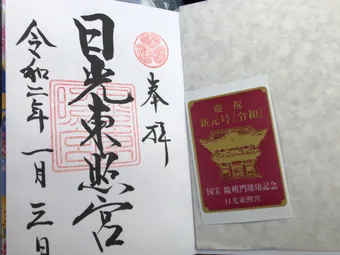 奉拝
日光東照宮
令和二年一月三日
慶祝
新元号「令和」
国宝 陽明門竣功記念
日光東照宮